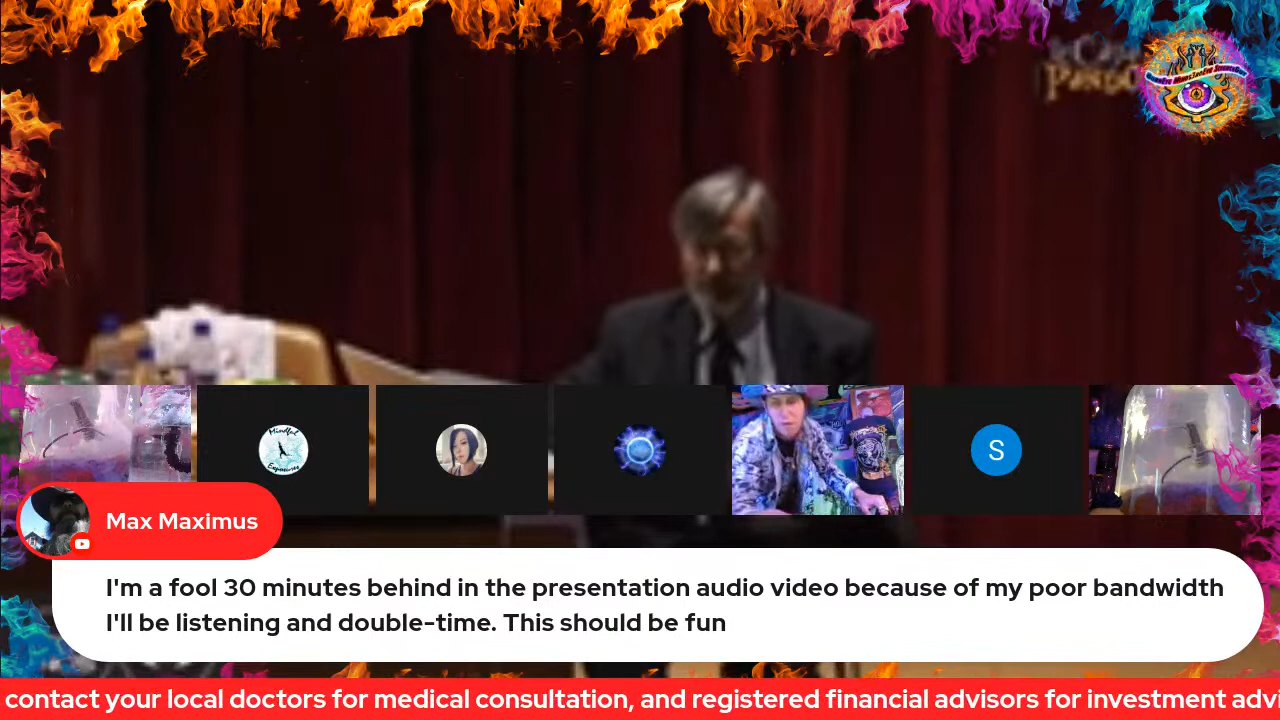 Mindful
S
Max Maximus
I'm a fool 30 minutes behind in the presentation audio video because of my poor bandwidth
I'll be listening and double-time. This should be fun
contact your local doctors for medical consultation, and registered financial advisors for investment advi